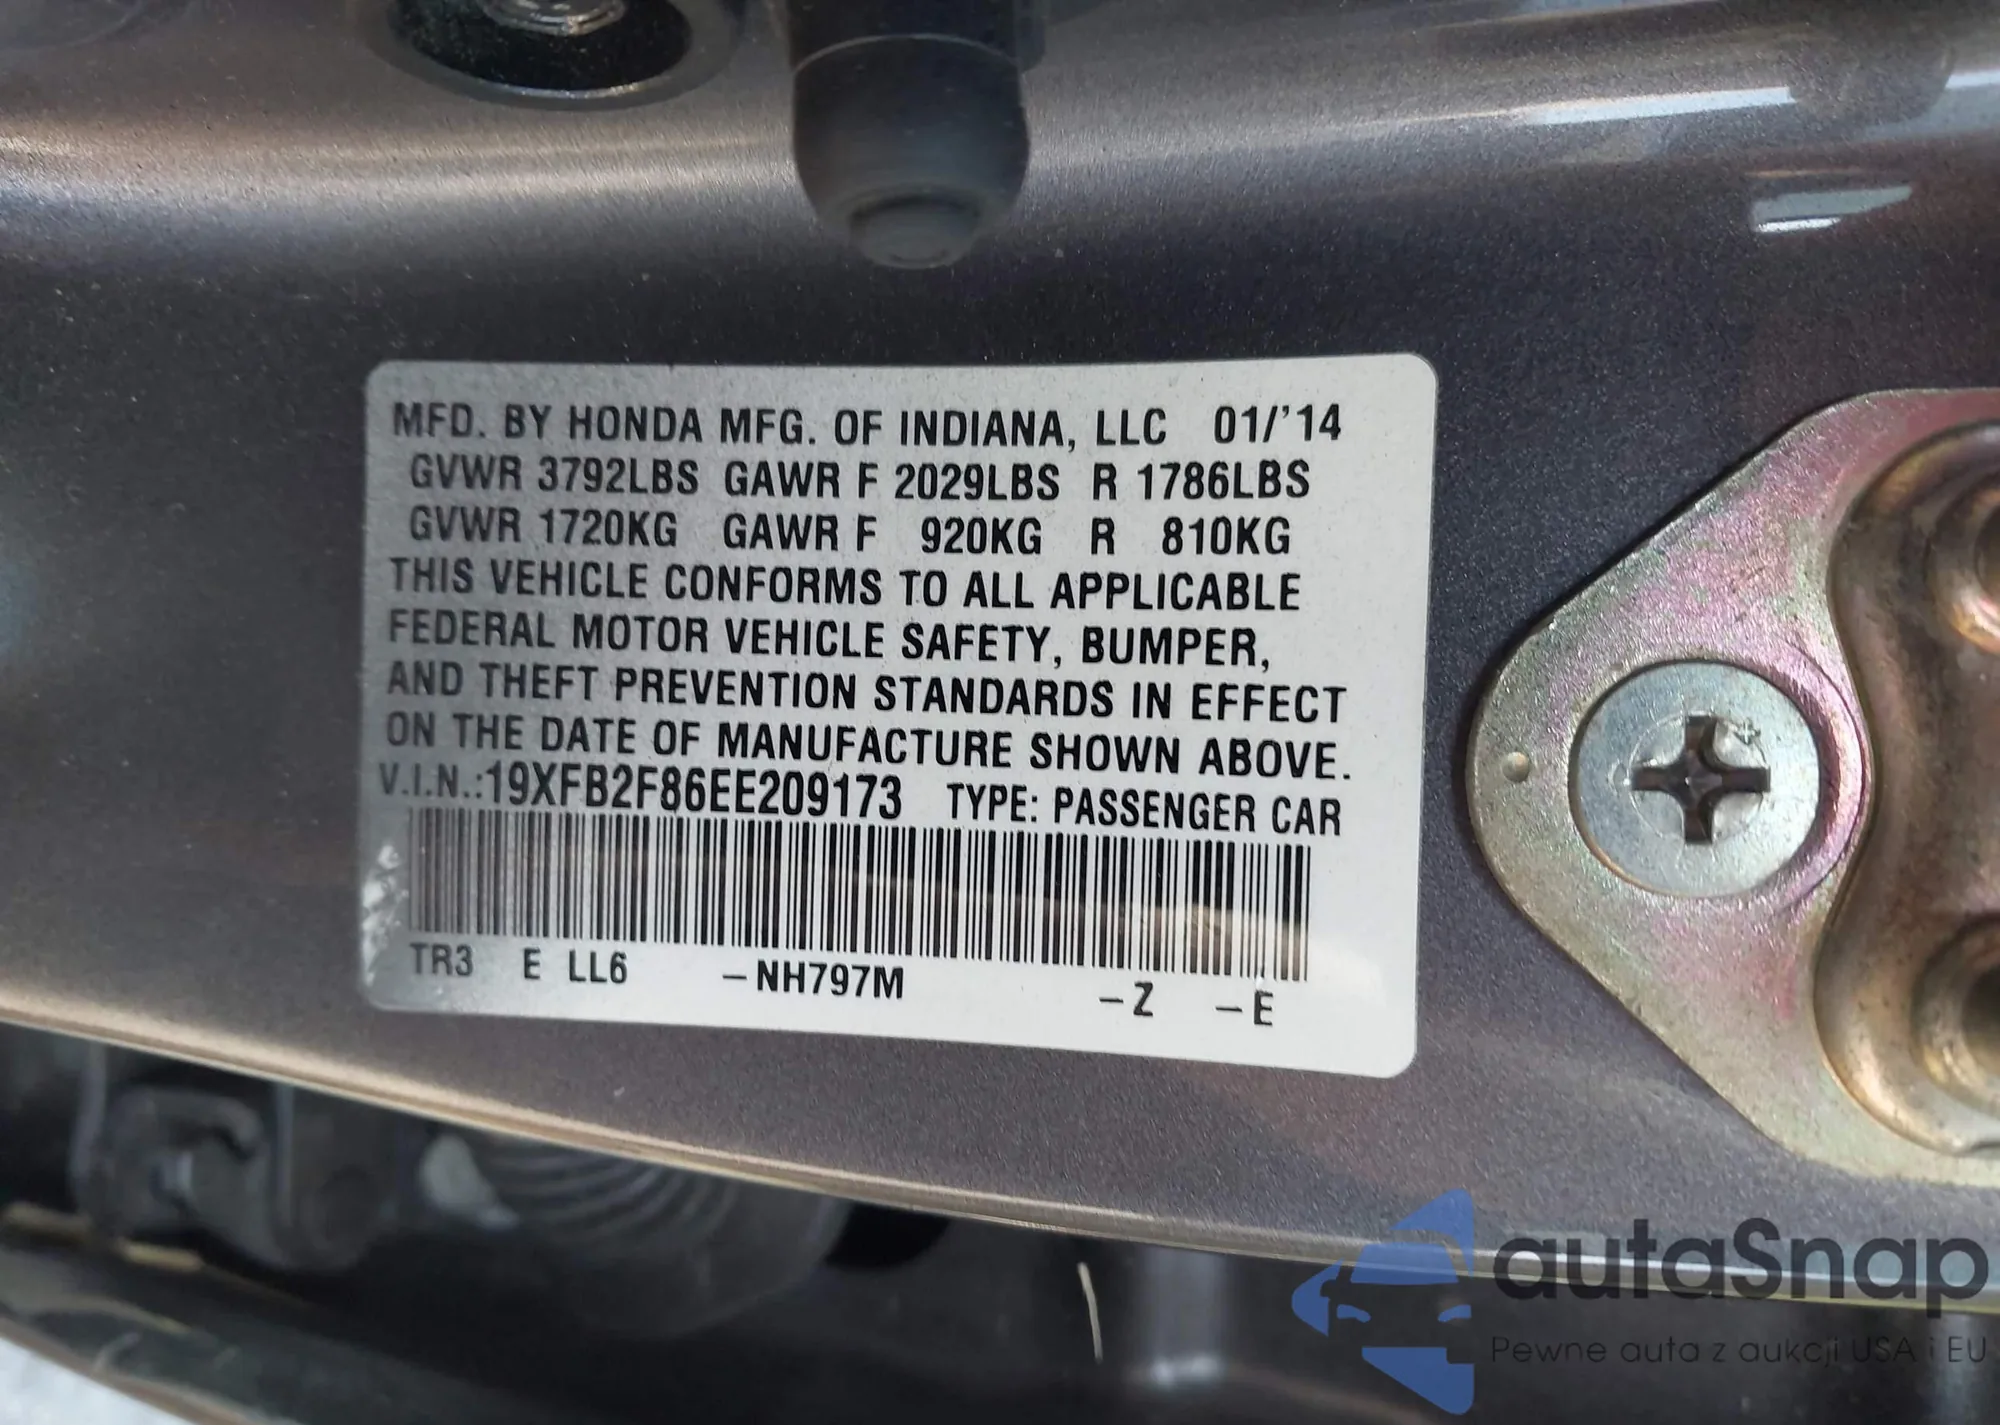 MFD. BY HONDA MFG. OF INDIANA, LLC 01/'14
GVWR 3792LBS GAWR F 2029LBS R 1786LBS
GVWR 1720KG GAWR F 920KG R 810KG
THIS VEHICLE CONFORMS TO ALL APPLICABLE
FEDERAL MOTOR VEHICLE SAFETY, BUMPER,
AND THEFT PREVENTION STANDARDS IN EFFECT
ON THE DATE OF MANUFACTURE SHOWN ABOVE.
V.I.N.:19XFB2F86EE209173 TYPE: PASSENGER CAR
TR3 E LL6 –NH797M –Z –E
autaSnap
Pewne auta z aukcji USA i EU